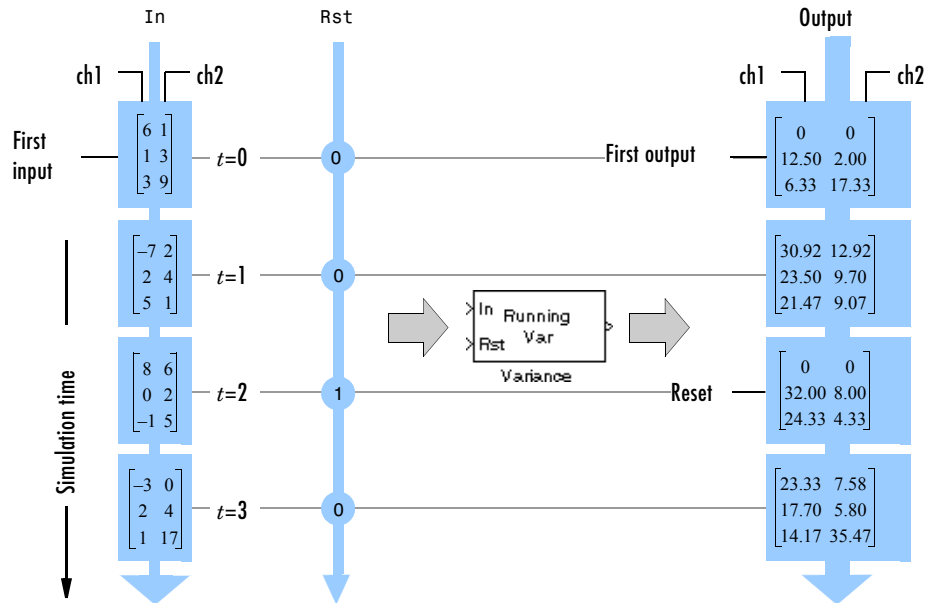 In Rst Output
ch1 ch2 ch1 ch2
First input
6 1
1 3
3 9
t=0
0
First output
0 0
12.50 2.00
6.33 17.33
–7 2
2 4
5 1
t=1
0
30.92 12.92
23.50 9.70
21.47 9.07
In
Rst
Running
Var
Variance
Simulation time
8 6
0 2
–1 5
t=2
1
Reset
0 0
32.00 8.00
24.33 4.33
–3 0
2 4
1 17
t=3
0
23.33 7.58
17.70 5.80
14.17 35.47